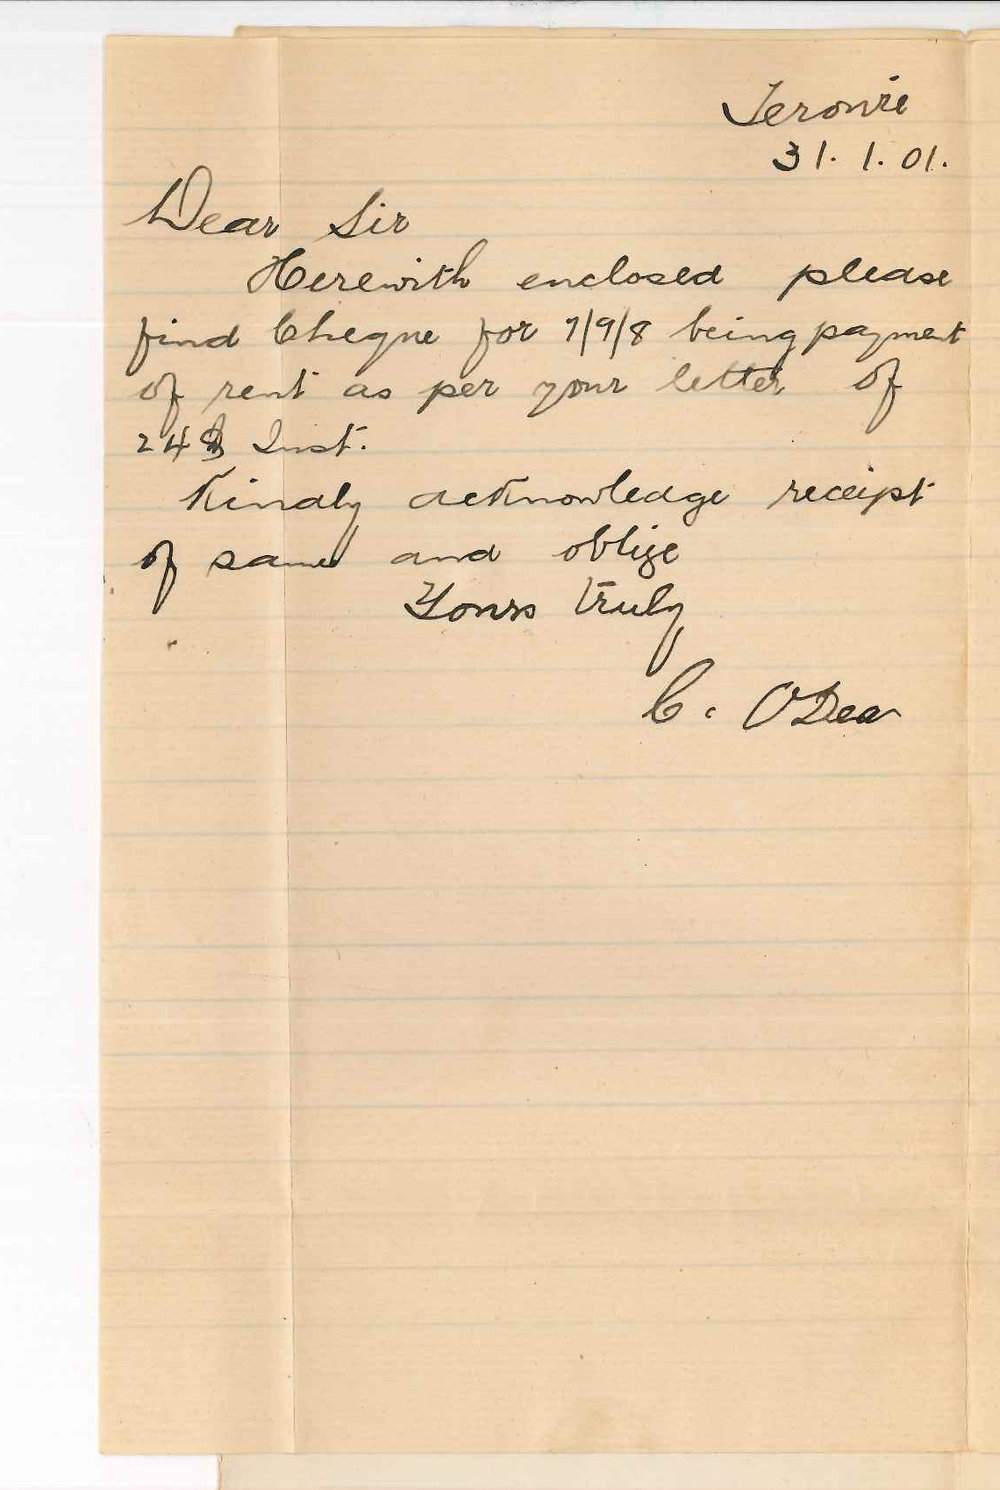 Terowie
31. 1. 01.
Dear Sir
Herewith enclosed please
find Cheque for 7/9/8 being payment
of rent as per your letter of
24th Inst.
Kindly acknowledge receipt
of same and oblige
Yours truly
C. O'Dea